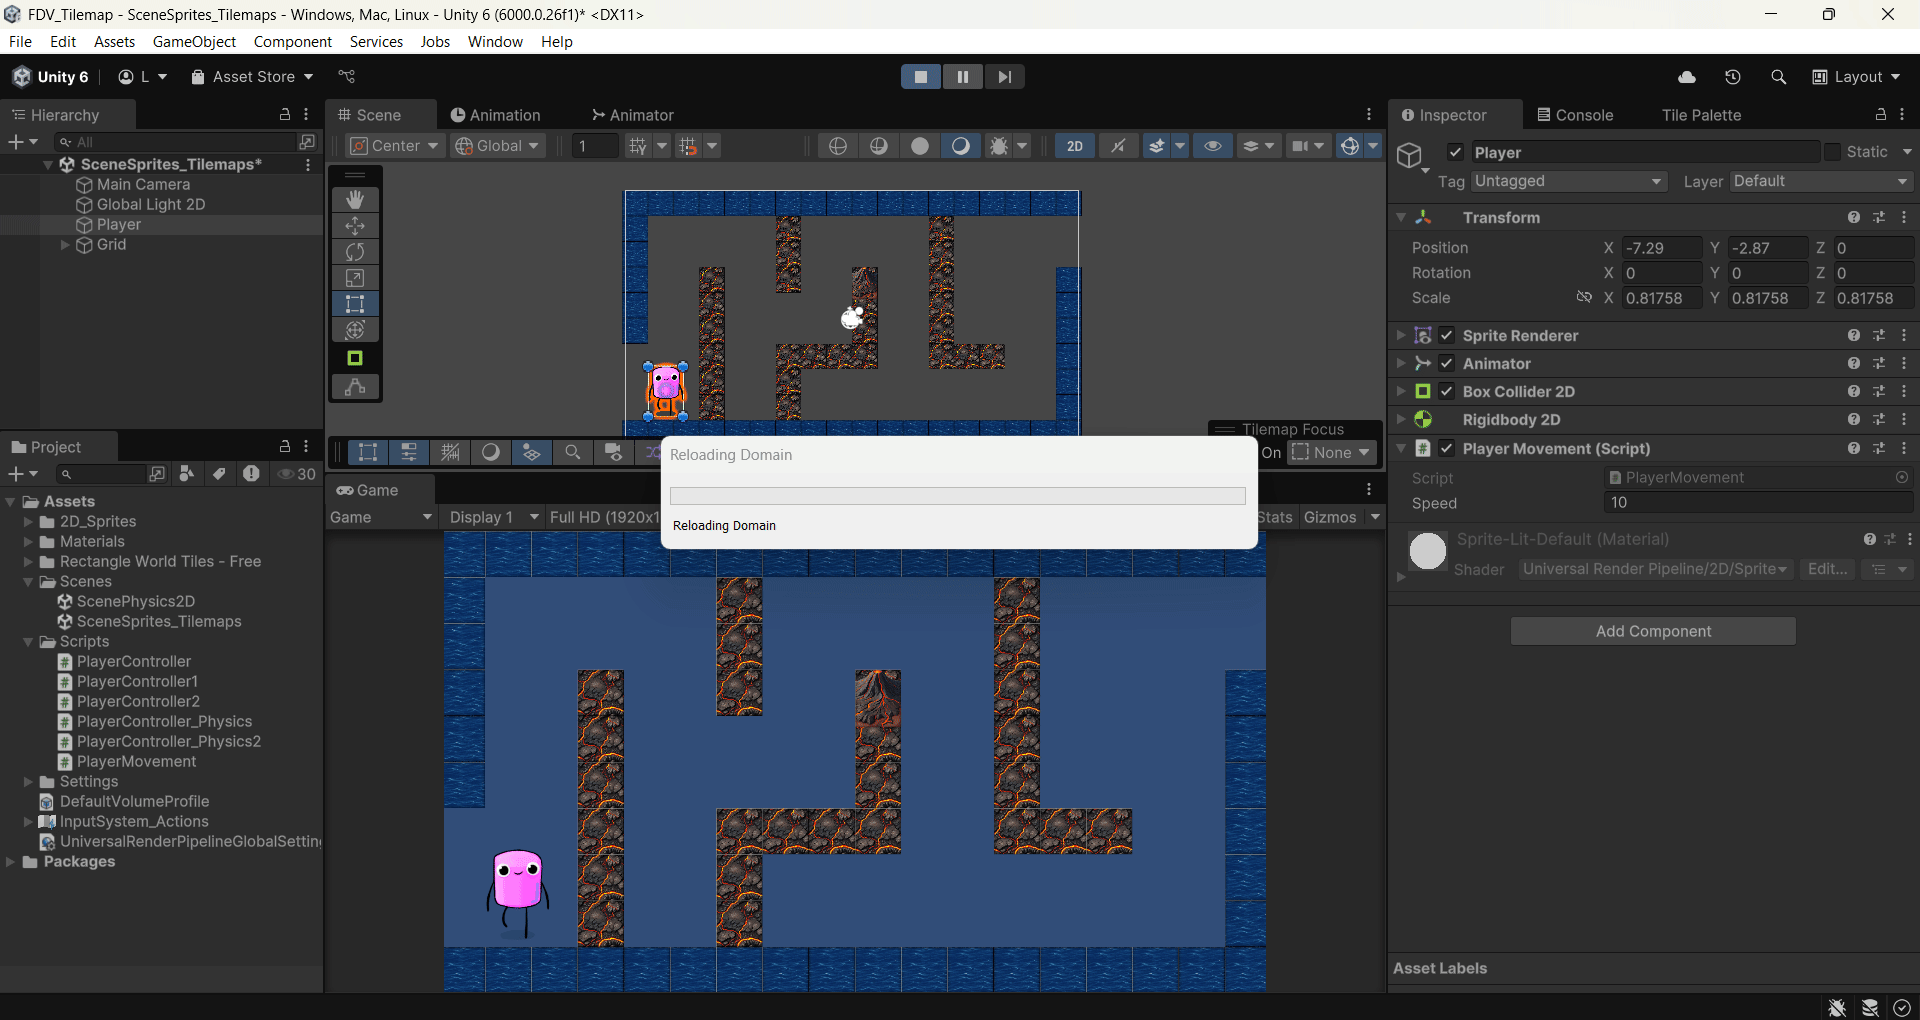 FDV_Tilemap - SceneSprites_Tilemaps - Windows, Mac, Linux - Unity 6 (6000.0.26f1)* <DX11>
File Edit Assets GameObject Component Services Jobs Window Help
Unity 6 L Asset Store Layout
Hierarchy
All
SceneSprites_Tilemaps*
Main Camera
Global Light 2D
Player
Grid
Project
30
Assets
2D_Sprites
Materials
Rectangle World Tiles - Free
Scenes
ScenePhysics2D
SceneSprites_Tilemaps
Scripts
PlayerController
PlayerController1
PlayerController2
PlayerController_Physics
PlayerController_Physics2
PlayerMovement
Settings
DefaultVolumeProfile
InputSystem_Actions
UniversalRenderPipelineGlobalSettin
Packages
Scene Animation Animator
Center Global 1 2D
Tilemap Focus
On None
Reloading Domain
Reloading Domain
Game
Game Display 1 Full HD (1920x1 Stats Gizmos
Inspector Console Tile Palette
Player Static
Tag Untagged Layer Default
Transform
Position X -7.29 Y -2.87 Z 0
Rotation X 0 Y 0 Z 0
Scale X 0.81758 Y 0.81758 Z 0.81758
Sprite Renderer
Animator
Box Collider 2D
Rigidbody 2D
Player Movement (Script)
Script PlayerMovement
Speed 10
Sprite-Lit-Default (Material)
Shader Universal Render Pipeline/2D/Sprite Edit...
Add Component
Asset Labels